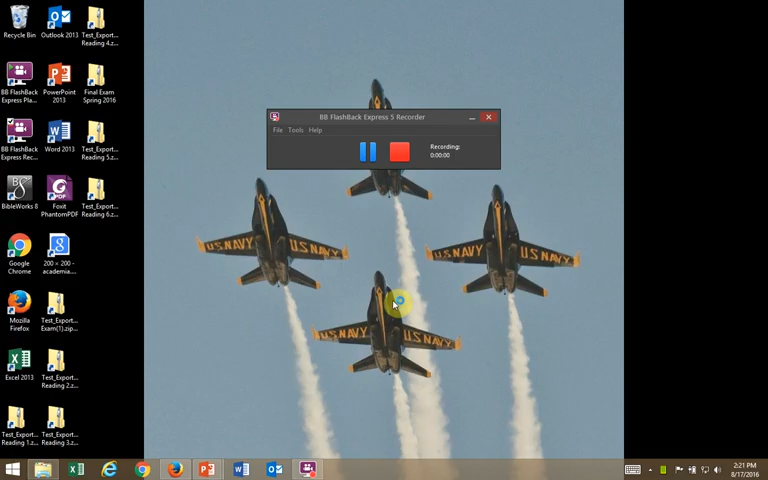 Recycle Bin
Outlook 2013
Test_Export...
Reading 4.z...
BB FlashBack
Express Pla...
PowerPoint
2013
Final Exam
Spring 2016
BB FlashBack
Express Rec...
Word 2013
Test_Export...
Reading 5.z...
BibleWorks 8
Foxit
PhantomPDF
Test_Export...
Reading 6.z...
Google
Chrome
200 × 200 -
academia....
Mozilla
Firefox
Test_Export...
Exam(1).zip...
Excel 2013
Test_Export...
Reading 2.z...
Test_Export...
Reading 1.z...
Test_Export...
Reading 3.z...
BB FlashBack Express 5 Recorder
File Tools Help
Recording:
0:00:00
U.S NAVY U.S NAVY
U.S NAVY U.S NAVY
U.S NAVY U.S NAVY
2:21 PM
8/17/2016